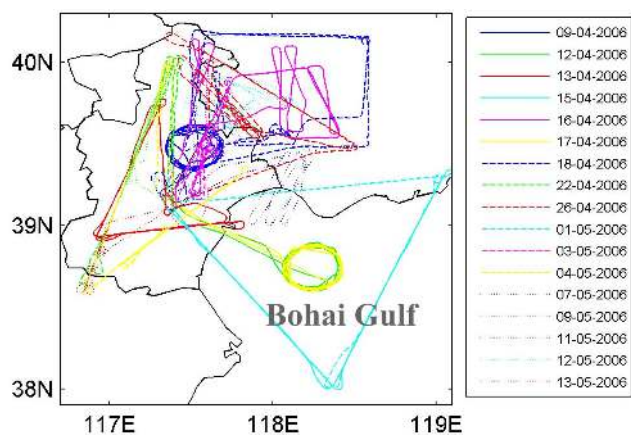 40N
39N
38N
117E
118E
119E
Bohai Gulf
09-04-2006
12-04-2006
13-04-2006
15-04-2006
16-04-2006
17-04-2006
18-04-2006
22-04-2006
26-04-2006
01-05-2006
03-05-2006
04-05-2006
07-05-2006
09-05-2006
11-05-2006
12-05-2006
13-05-2006